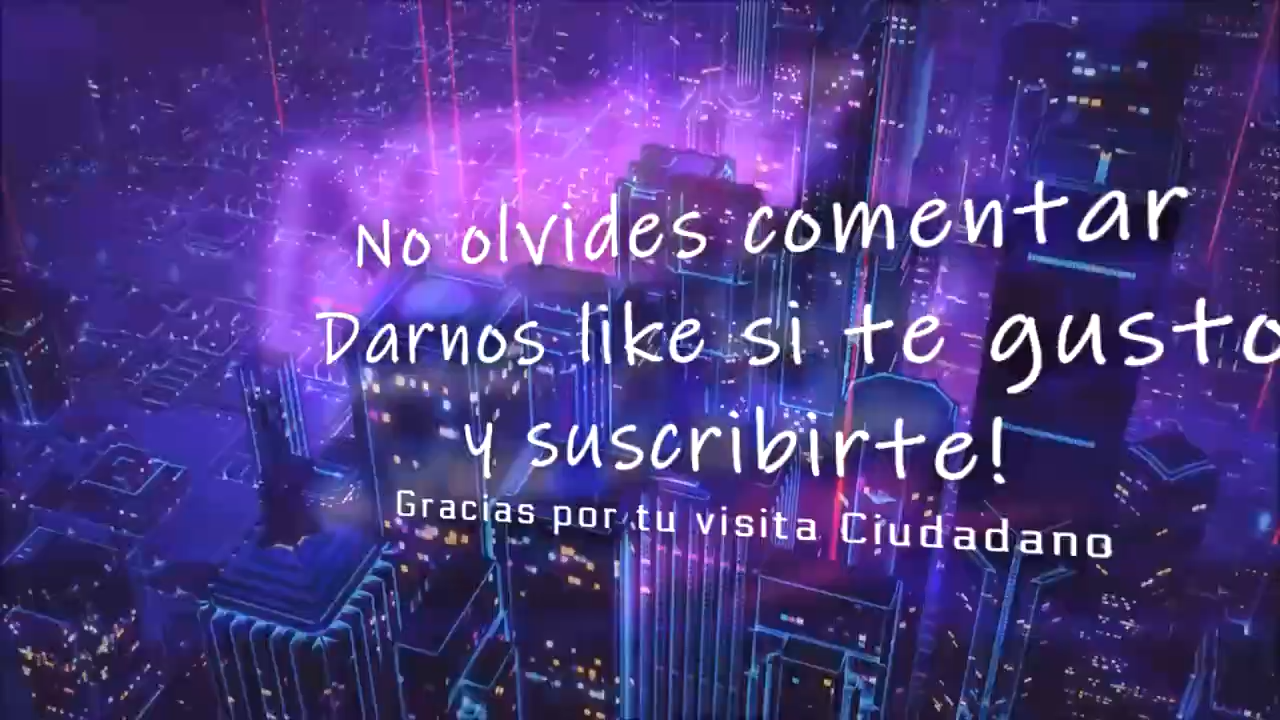 No olvides comentar
Darnos like si te gusto
y suscribirte!
Gracias por tu visita Ciudadano